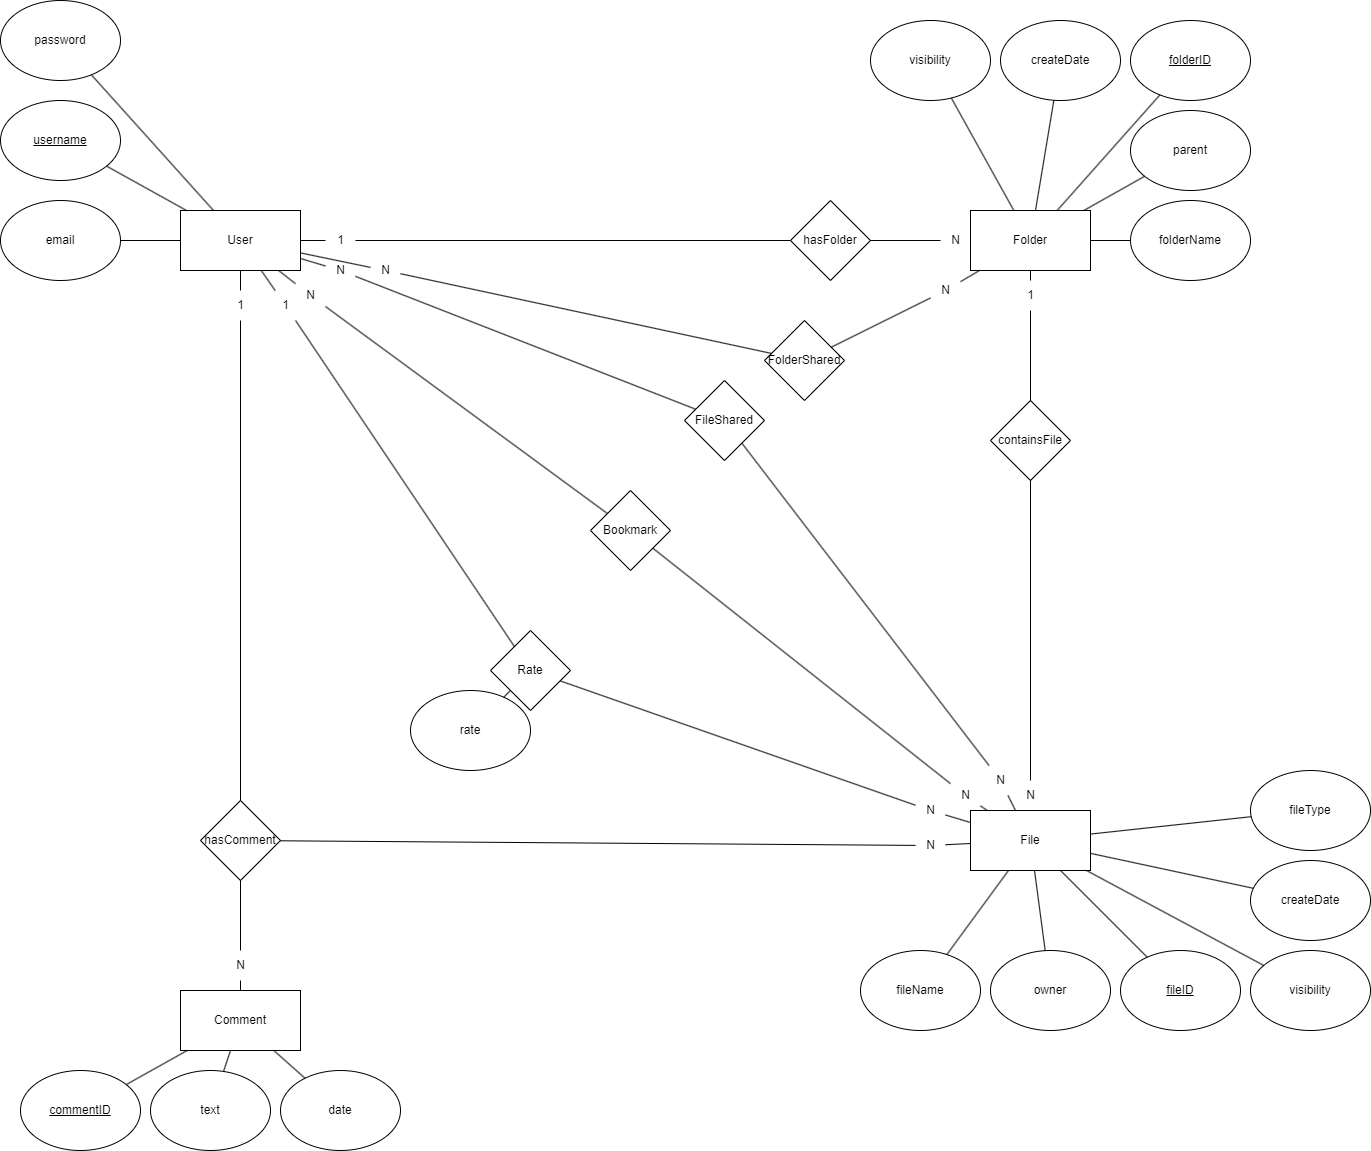 password
visibility
createDate
folderID
username
parent
email
User
1
hasFolder
N
Folder
folderName
N
N
N
N
1
1
1
N
FolderShared
FileShared
containsFile
Bookmark
Rate
rate
N
N
N
N
fileType
hasComment
N
File
createDate
N
fileName
owner
fileID
visibility
Comment
commentID
text
date